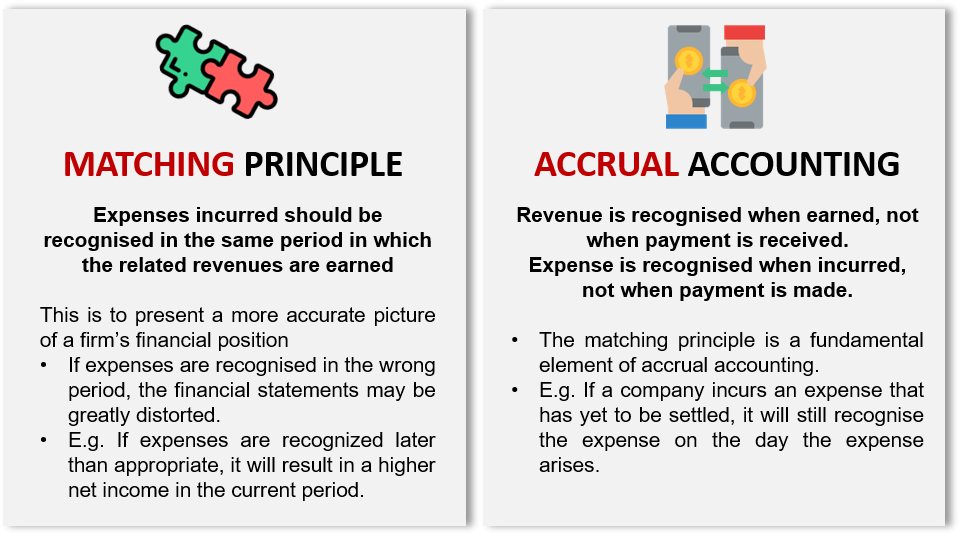 MATCHING PRINCIPLE
Expenses incurred should be
recognised in the same period in which
the related revenues are earned
This is to present a more accurate picture
of a firm's financial position
• If expenses are recognised in the wrong
period, the financial statements may be
greatly distorted.
• E.g. If expenses are recognized later
than appropriate, it will result in a higher
net income in the current period.
ACCRUAL ACCOUNTING
Revenue is recognised when earned, not
when payment is received.
Expense is recognised when incurred,
not when payment is made.
• The matching principle is a fundamental
element of accrual accounting.
• E.g. If a company incurs an expense that
has yet to be settled, it will still recognise
the expense on the day the expense
arises.